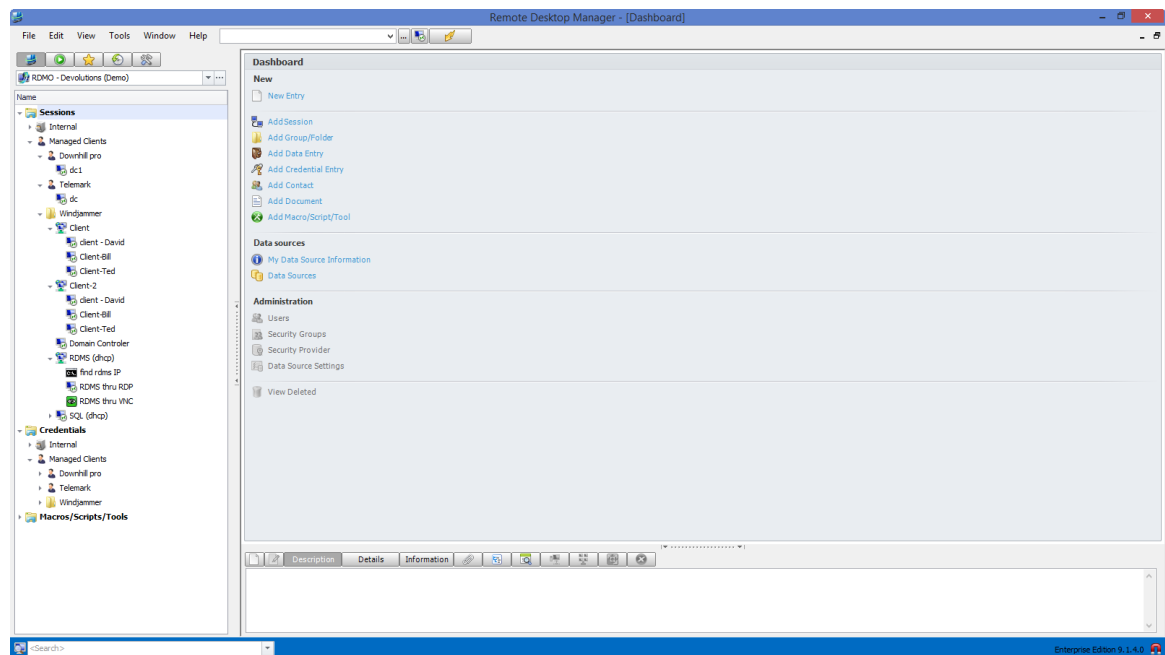 Remote Desktop Manager - [Dashboard]
File Edit View Tools Window Help
RDMO - Devolutions (Demo)
Name
Sessions
Internal
Managed Clients
Downhill pro
dc1
Telemark
dc
Windjammer
Client
client - David
Client-Bill
Client-Ted
Client-2
client - David
Client-Bill
Client-Ted
Domain Controler
RDMS (dhcp)
find rdms IP
RDMS thru RDP
RDMS thru VNC
SQL (dhcp)
Credentials
Internal
Managed Clients
Downhill pro
Telemark
Windjammer
Macros/Scripts/Tools
Dashboard
New
New Entry
Add Session
Add Group/Folder
Add Data Entry
Add Credential Entry
Add Contact
Add Document
Add Macro/Script/Tool
Data sources
My Data Source Information
Data Sources
Administration
Users
Security Groups
Security Provider
Data Source Settings
View Deleted
Description Details Information
<Search>
Enterprise Edition 9.1.4.0